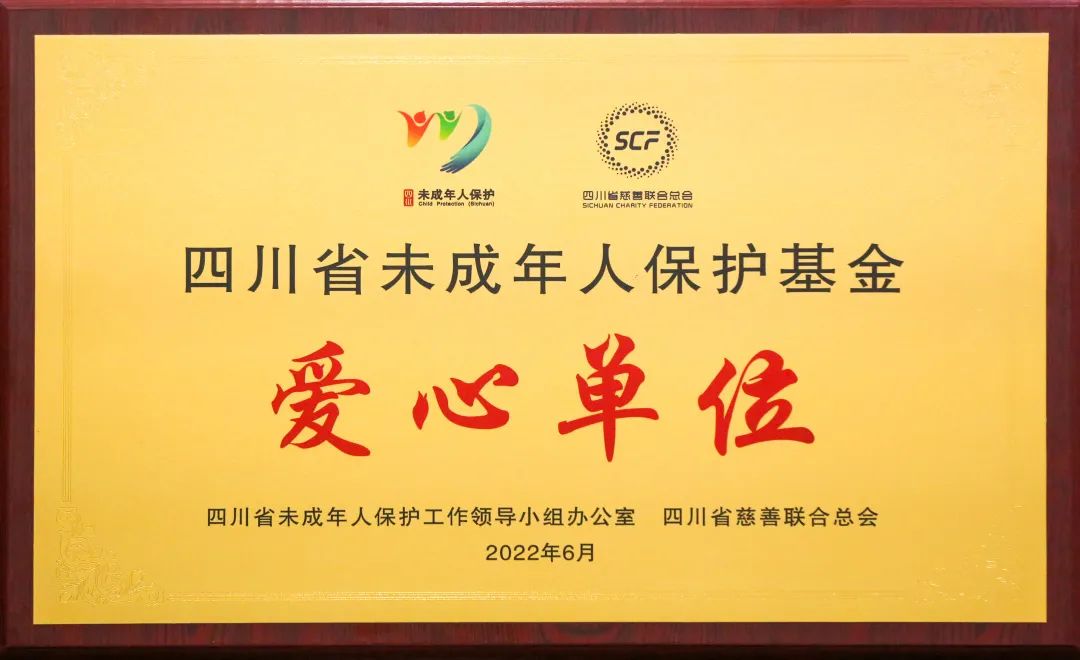 SCF
四川 未成年人保护
Child Protection (Sichuan)
四川省慈善联合总会
SICHUAN CHARITY FEDERATION
四川省未成年人保护基金
爱心单位
四川省未成年人保护工作领导小组办公室 四川省慈善联合总会
2022年6月